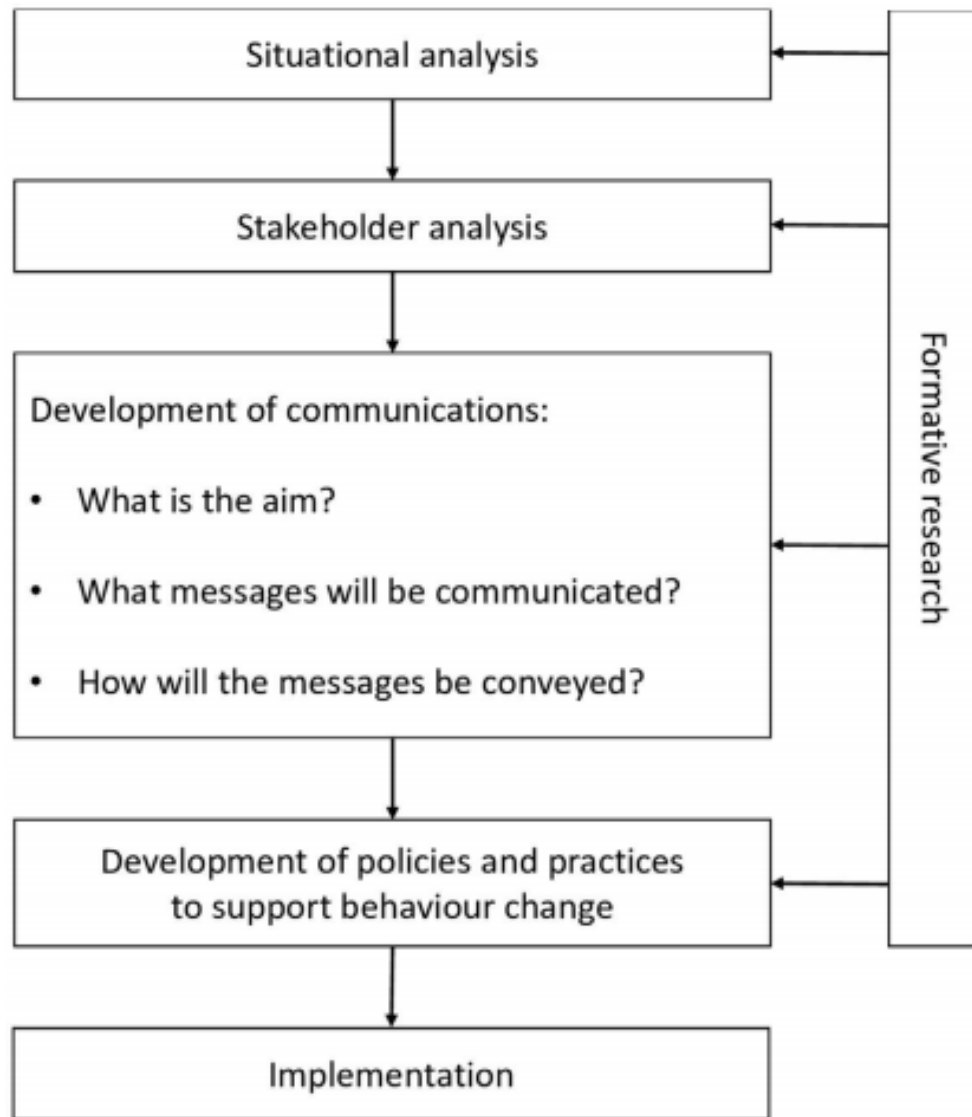 Situational analysis
Stakeholder analysis
Development of communications:
• What is the aim?
• What messages will be communicated?
• How will the messages be conveyed?
Development of policies and practices
to support behaviour change
Implementation
Formative research